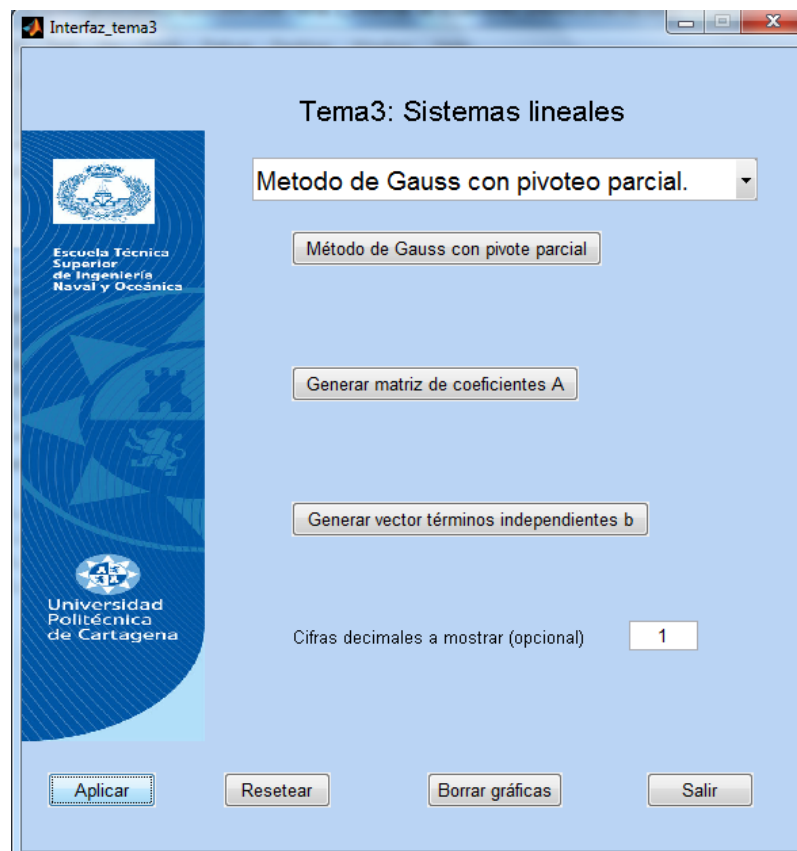 Interfaz_tema3
Tema3: Sistemas lineales
Metodo de Gauss con pivoteo parcial.
Método de Gauss con pivote parcial
Escuela Técnica
Superior
de Ingeniería
Naval y Oceánica
Generar matriz de coeficientes A
Generar vector términos independientes b
Universidad
Politécnica
de Cartagena
Cifras decimales a mostrar (opcional) 1
Aplicar Resetear Borrar gráficas Salir